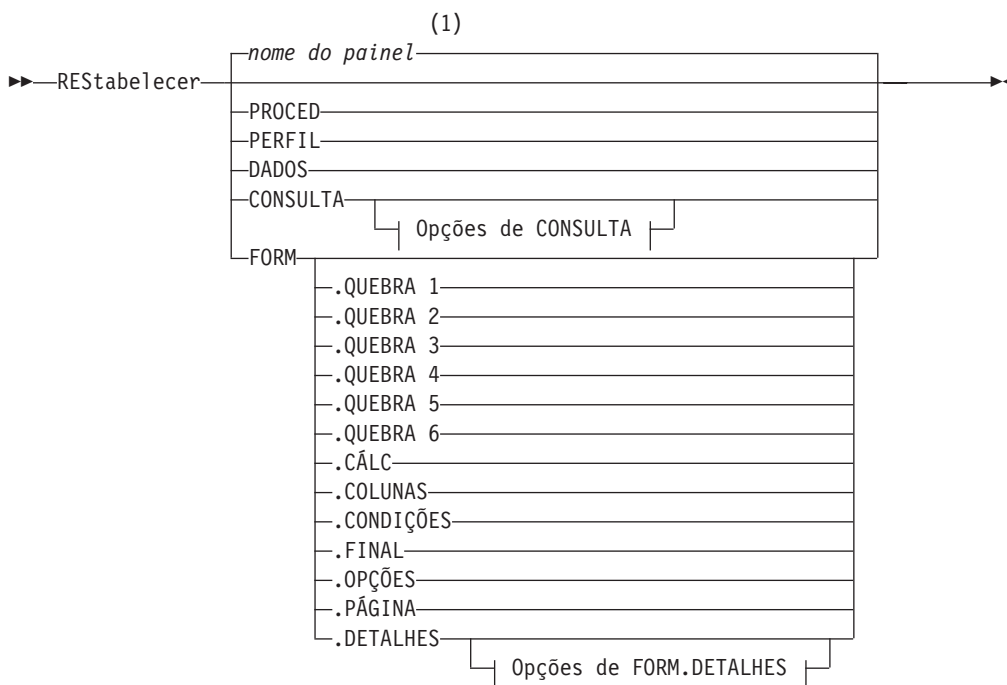 (1)
nome do painel
REStabelecer
PROCED
PERFIL
DADOS
CONSULTA
Opções de CONSULTA
FORM
.QUEBRA 1
.QUEBRA 2
.QUEBRA 3
.QUEBRA 4
.QUEBRA 5
.QUEBRA 6
.CÁLC
.COLUNAS
.CONDIÇÕES
.FINAL
.OPÇÕES
.PÁGINA
.DETALHES
Opções de FORM.DETALHES